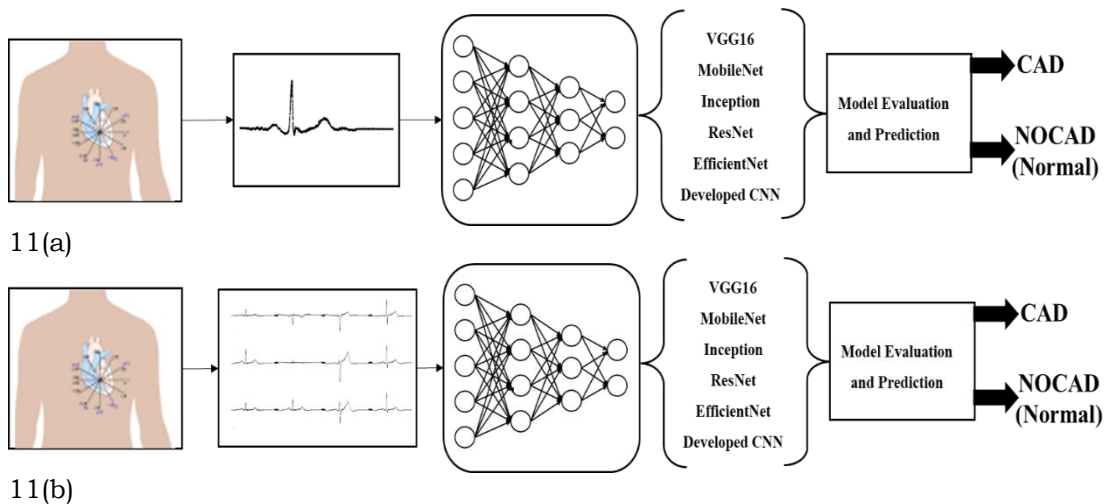 VGG16
MobileNet
Inception
ResNet
EfficientNet
Developed CNN
Model Evaluation
and Prediction
CAD
NOCAD
(Normal)
11(a)
VGG16
MobileNet
Inception
ResNet
EfficientNet
Developed CNN
Model Evaluation
and Prediction
CAD
NOCAD
(Normal)
11(b)